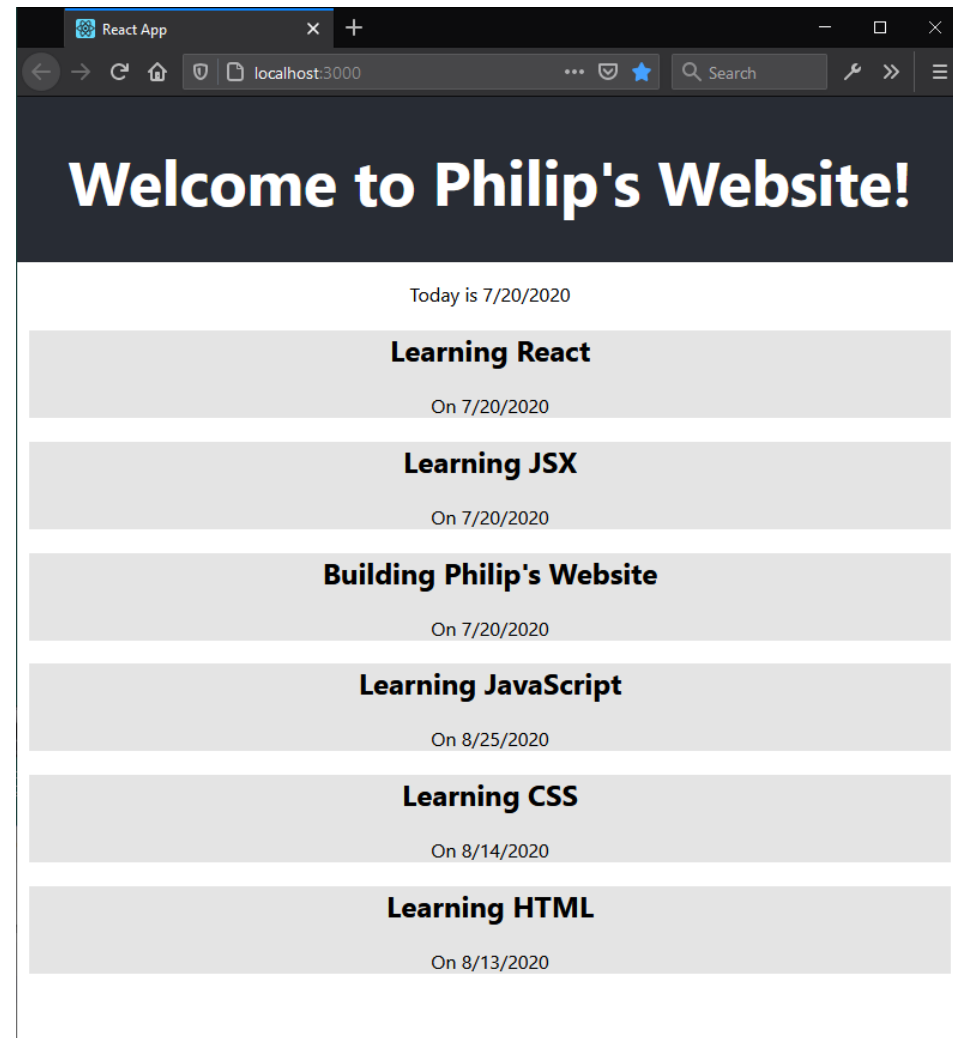 React App
localhost:3000
Search
Welcome to Philip's Website!
Today is 7/20/2020
Learning React
On 7/20/2020
Learning JSX
On 7/20/2020
Building Philip's Website
On 7/20/2020
Learning JavaScript
On 8/25/2020
Learning CSS
On 8/14/2020
Learning HTML
On 8/13/2020